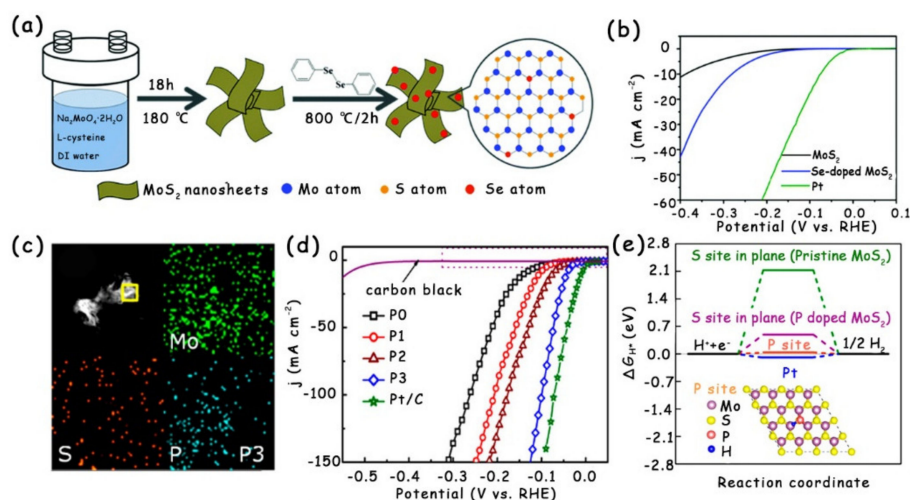 (a)
Na₂MoO₄·2H₂O
L-cysteine
DI water
18h
180 ℃
Se
Se
800 ℃/2h
MoS₂ nanosheets
Mo atom
S atom
Se atom
(b)
j (mA cm⁻²)
0
-10
-20
-30
-40
-50
-60
MoS₂
Se-doped MoS₂
Pt
-0.4
-0.3
-0.2
-0.1
0.0
0.1
Potential (V vs. RHE)
(c)
Mo
S
P
P3
(d)
j (mA cm⁻²)
0
-50
-100
-150
carbon black
P0
P1
P2
P3
Pt/C
-0.5
-0.4
-0.3
-0.2
-0.1
0.0
Potential (V vs. RHE)
(e)
ΔG_H* (eV)
2.8
2.1
1.4
0.7
0.0
-0.7
-1.4
-2.1
-2.8
S site in plane (Pristine MoS₂)
S site in plane (P doped MoS₂)
H⁺+e⁻
P site
1/2 H₂
Pt
P site
Mo
S
P
H
Reaction coordinate